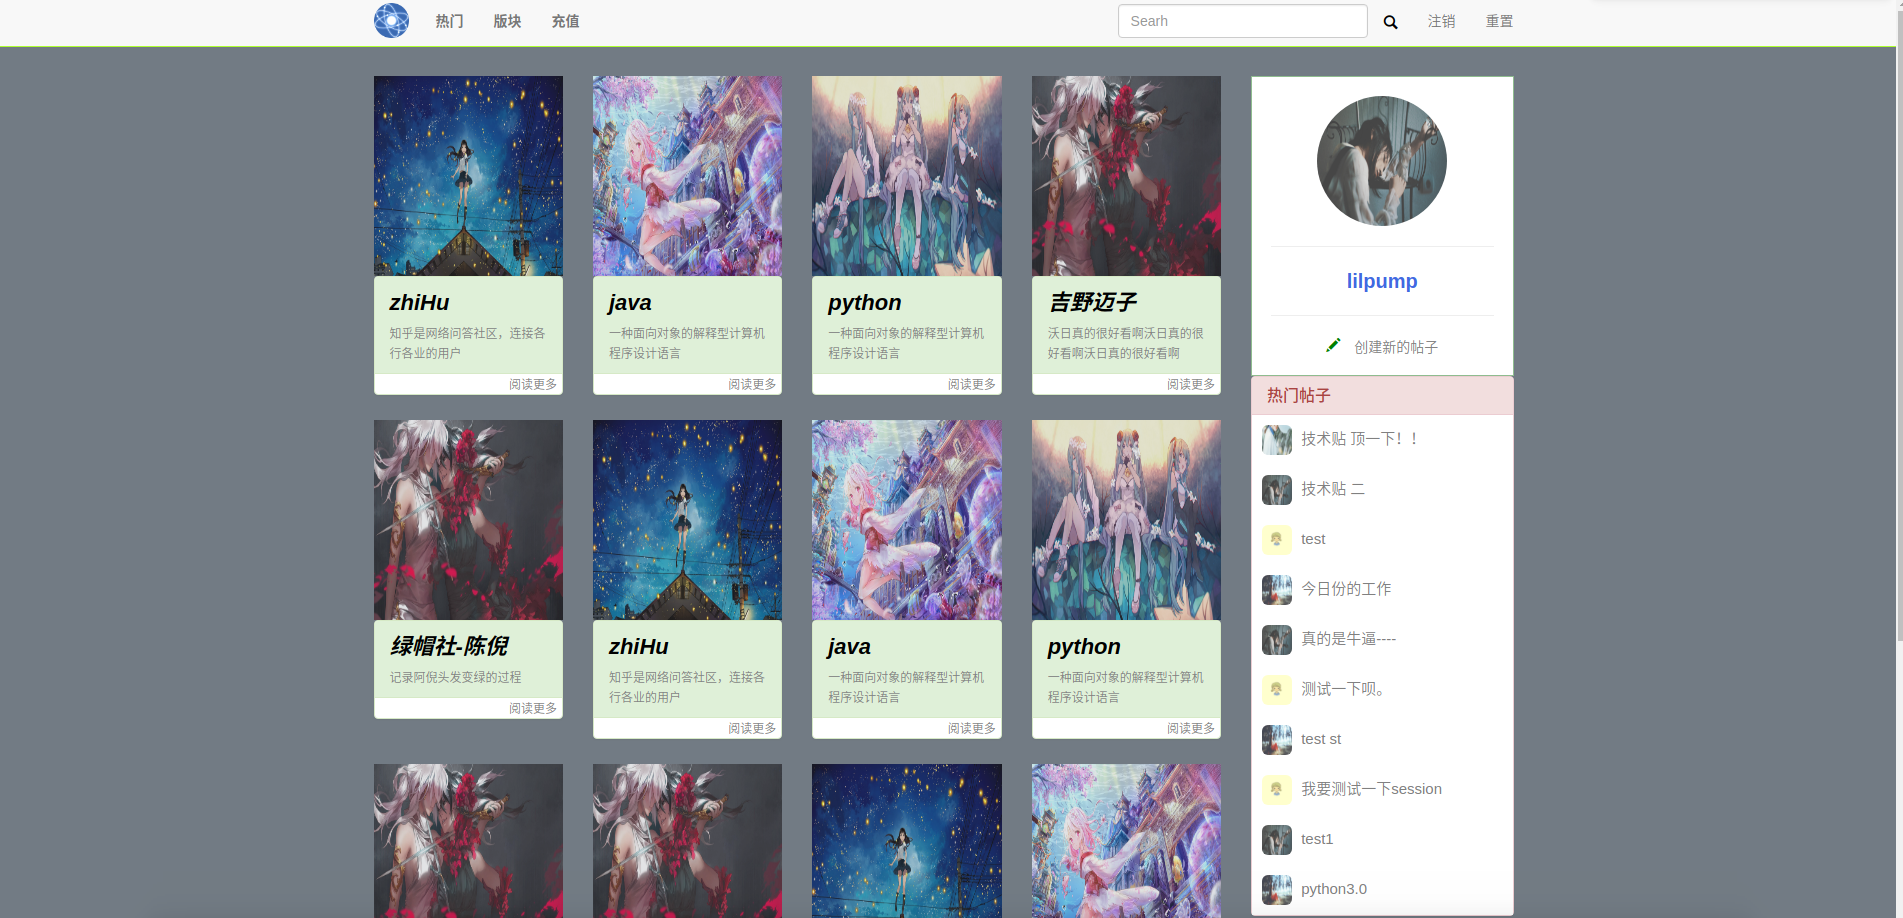 热门 版块 充值 Searh 注销 重置
zhiHu
知乎是网络问答社区，连接各
行各业的用户
阅读更多
java
一种面向对象的解释型计算机
程序设计语言
阅读更多
python
一种面向对象的解释型计算机
程序设计语言
阅读更多
吉野迈子
沃日真的很好看啊沃日真的很
好看啊沃日真的很好看啊
阅读更多
绿帽社-陈倪
记录阿倪头发变绿的过程
阅读更多
zhiHu
知乎是网络问答社区，连接各
行各业的用户
阅读更多
java
一种面向对象的解释型计算机
程序设计语言
阅读更多
python
一种面向对象的解释型计算机
程序设计语言
阅读更多
lilpump
创建新的帖子
热门帖子
技术贴 顶一下！！
技术贴 二
test
今日份的工作
真的是牛逼----
测试一下呗。
test st
我要测试一下session
test1
python3.0